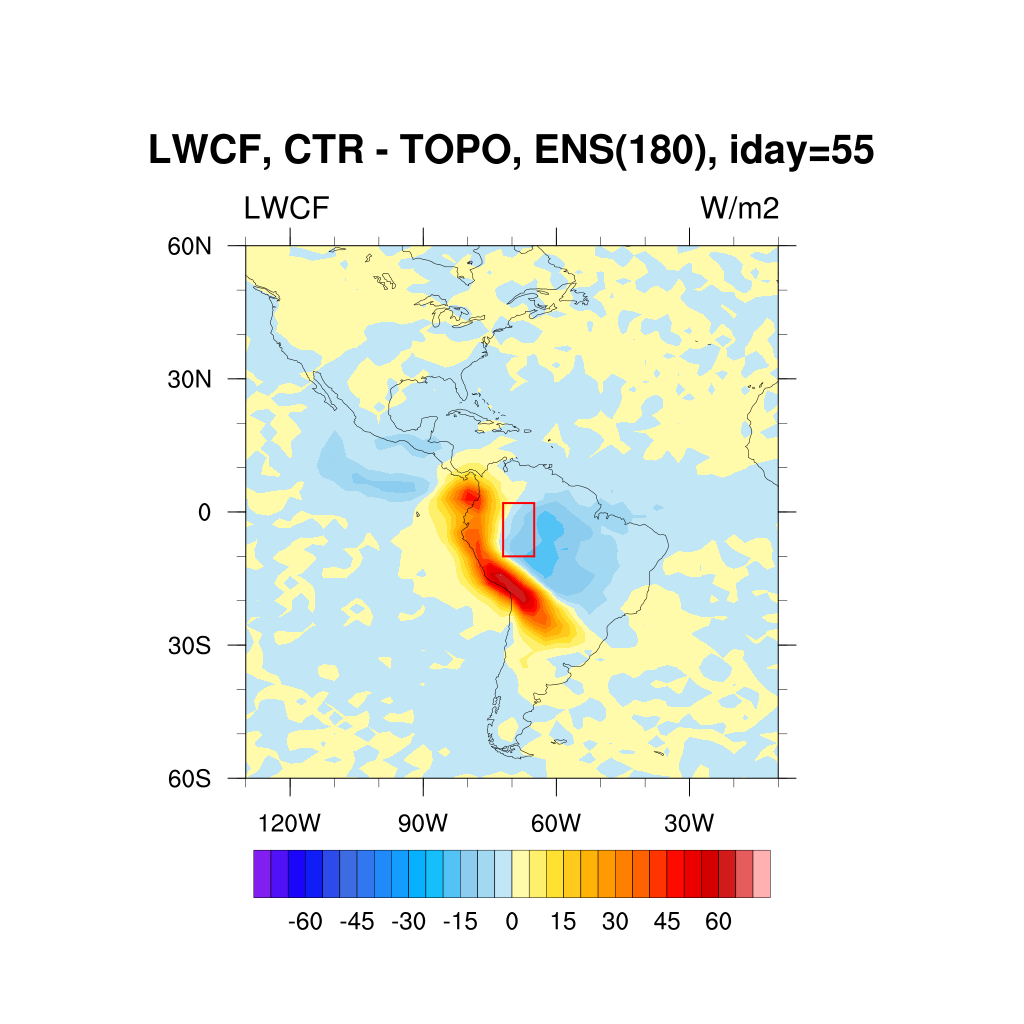 LWCF, CTR - TOPO, ENS(180), iday=55
LWCF W/m2
60N
30N
0
30S
60S
120W 90W 60W 30W
-60 -45 -30 -15 0 15 30 45 60